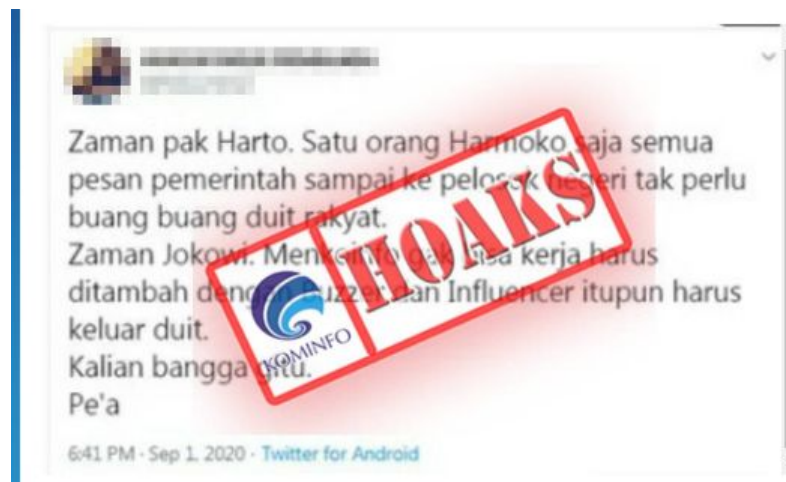 Zaman pak Harto. Satu orang Harmoko saja semua
pesan pemerintah sampai ke pelosok negeri tak perlu
buang buang duit rakyat.
Zaman Jokowi. Menkoinfo gak bisa kerja harus
ditambah dengan Buzzer dan Influencer itupun harus
keluar duit.
Kalian bangga gitu.
Pe'a
6:41 PM · Sep 1, 2020 · Twitter for Android
KOMINFO
HOAKS